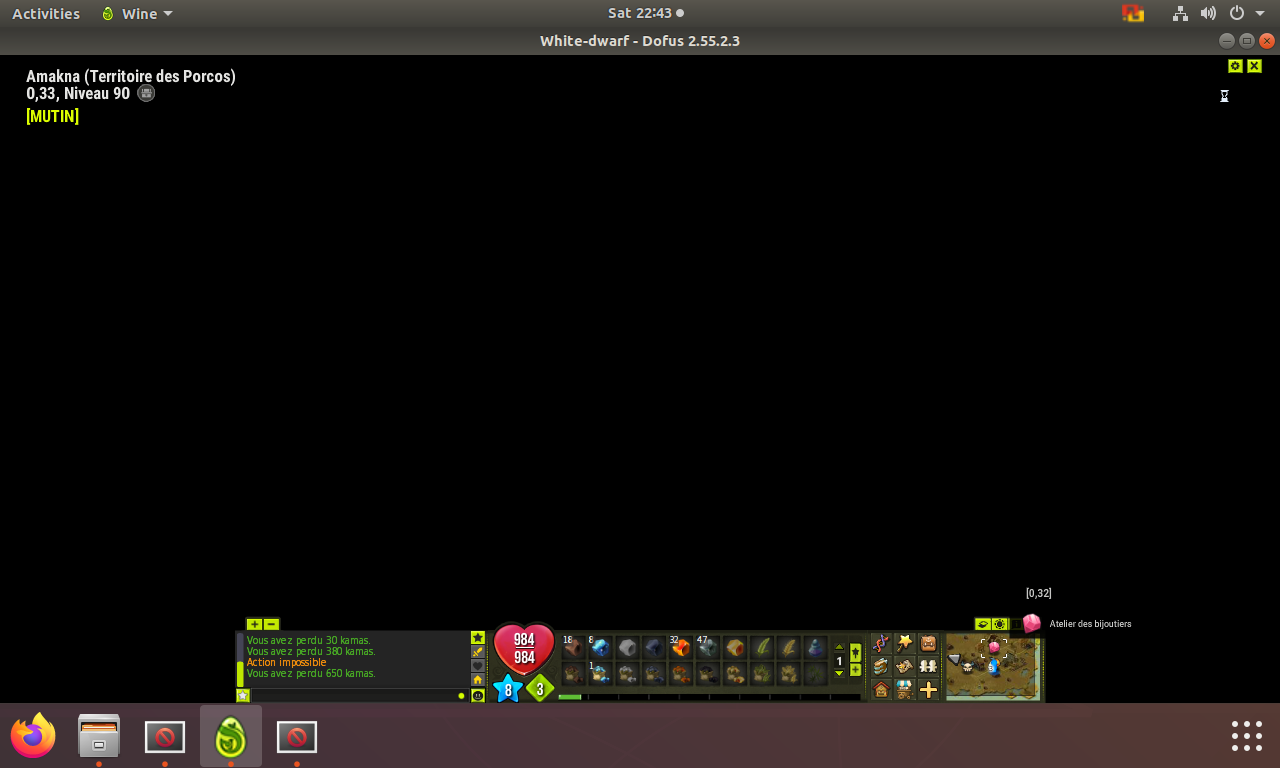 Activities
Wine
Sat 22:43
White-dwarf - Dofus 2.55.2.3
Amakna (Territoire des Porcos)
0,33, Niveau 90
[MUTIN]
[0,32]
Atelier des bijoutiers
Vous avez perdu 30 kamas.
Vous avez perdu 380 kamas.
Action impossible
Vous avez perdu 650 kamas.
984
984
8
3
18
8
32
47
1
1